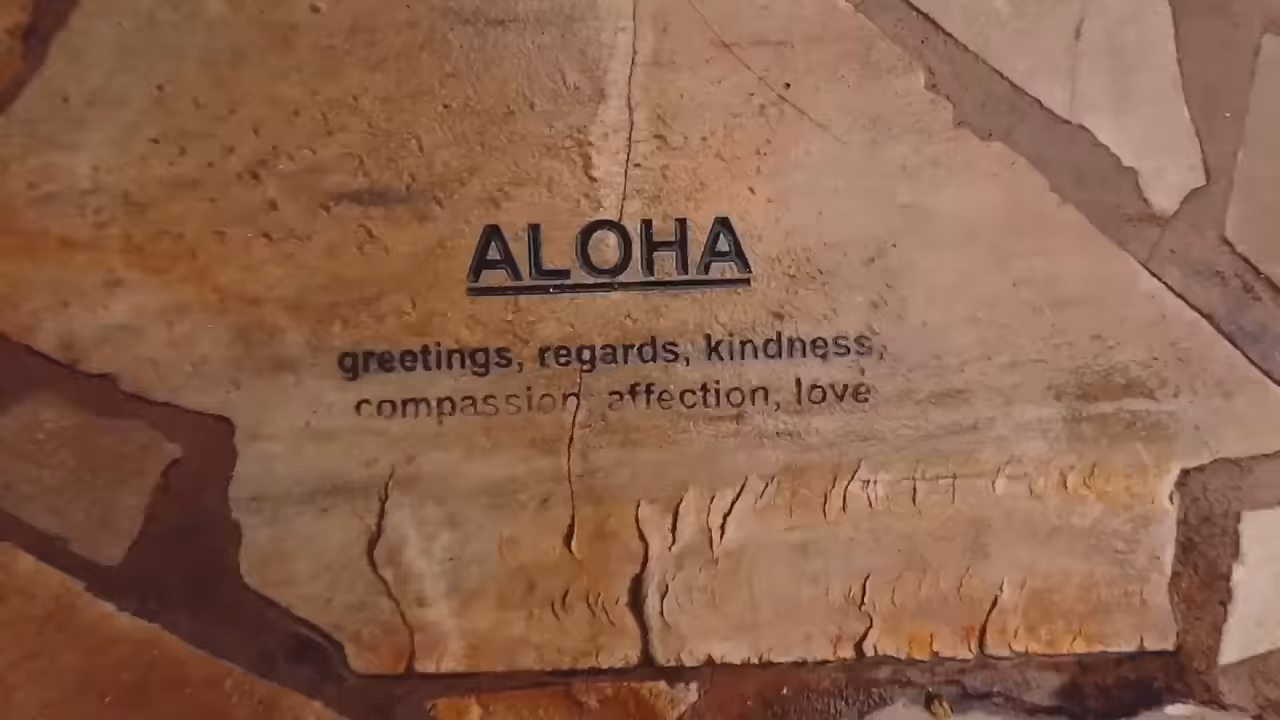 ALOHA
greetings, regards, kindness,
compassion, affection, love